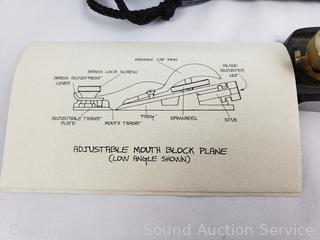 BRONZE CAP IRON
BRASS LOCK SCREW
BRASS ADJUSTMENT
LEVER
BLADE
ADJUSTER
NUT
ADJUSTABLE THROAT
PLATE
MOUTH THROAT
"FROG"
SPINWHEEL
STUD
ADJUSTABLE MOUTH BLOCK PLANE
(LOW ANGLE SHOWN)
Sound Auction Service